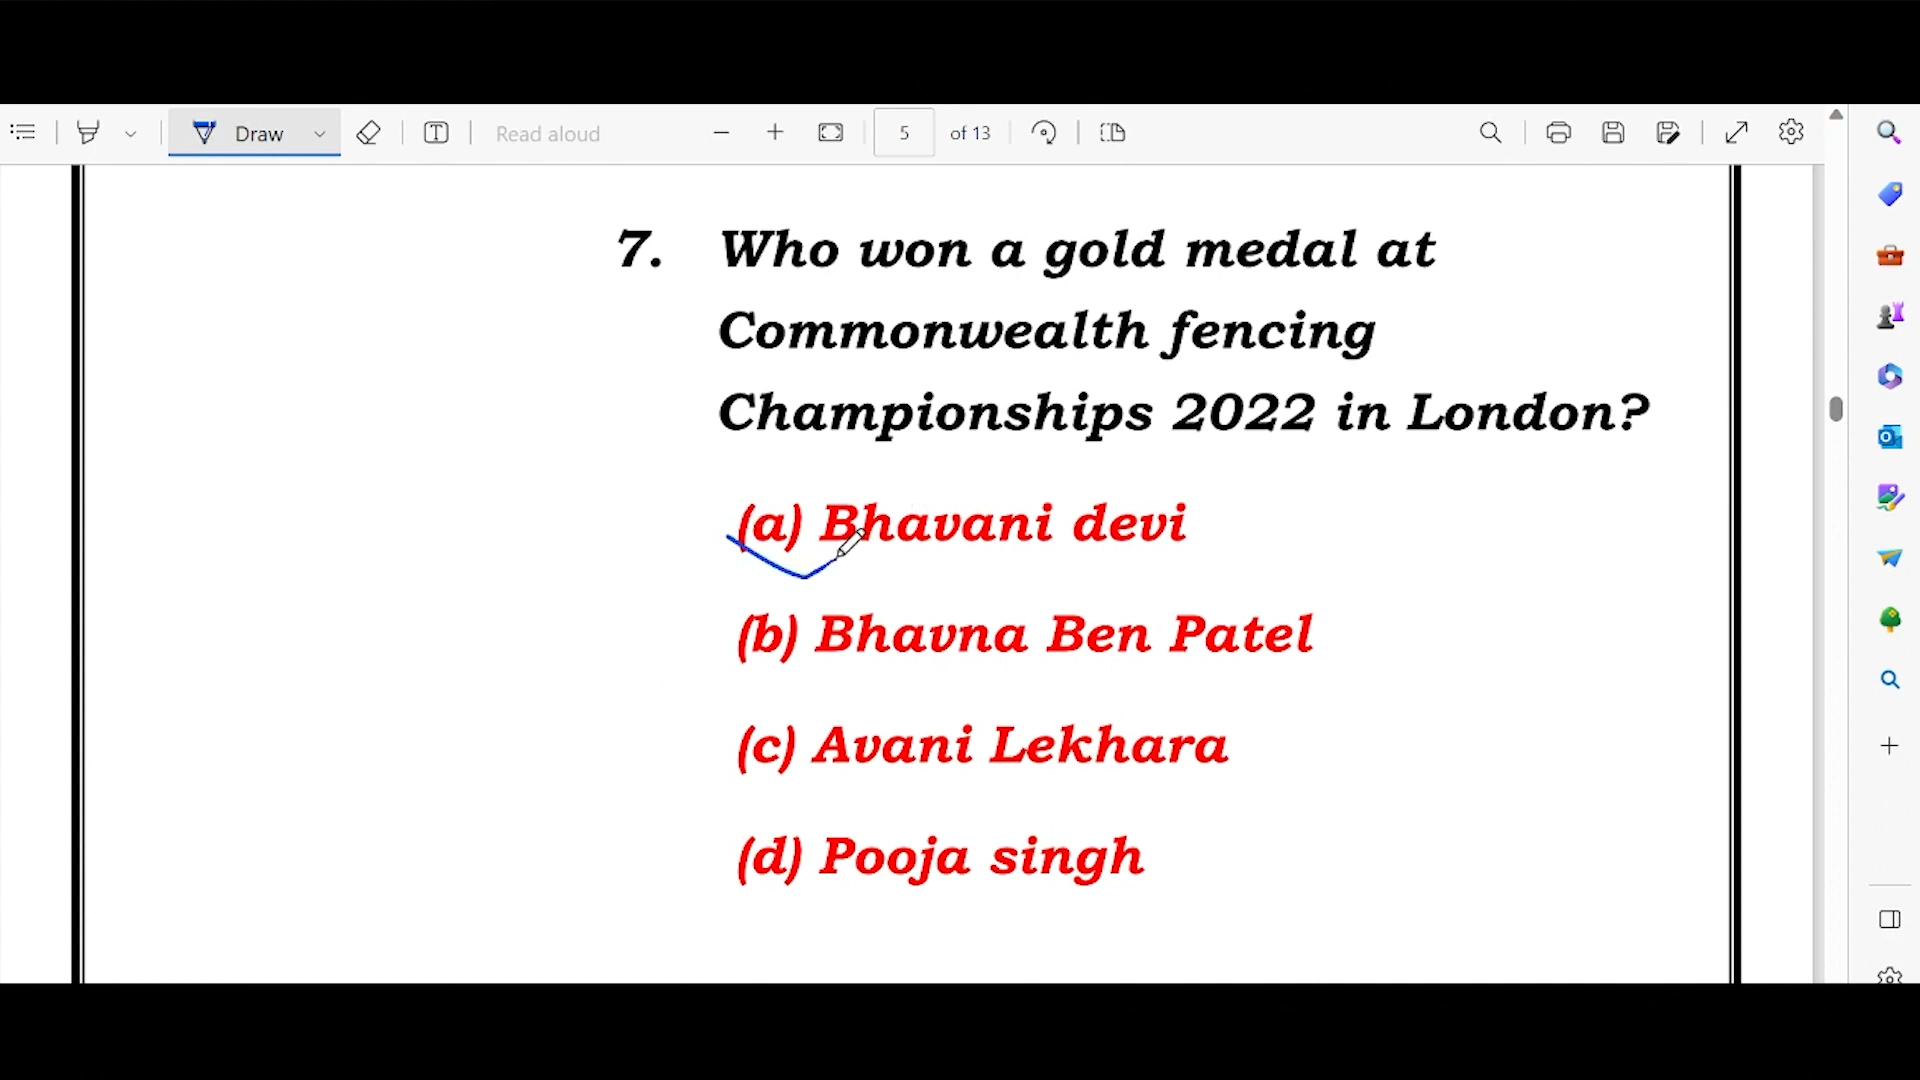 Draw
Read aloud
5 of 13
7. Who won a gold medal at
Commonwealth fencing
Championships 2022 in London?
(a) Bhavani devi
(b) Bhavna Ben Patel
(c) Avani Lekhara
(d) Pooja singh